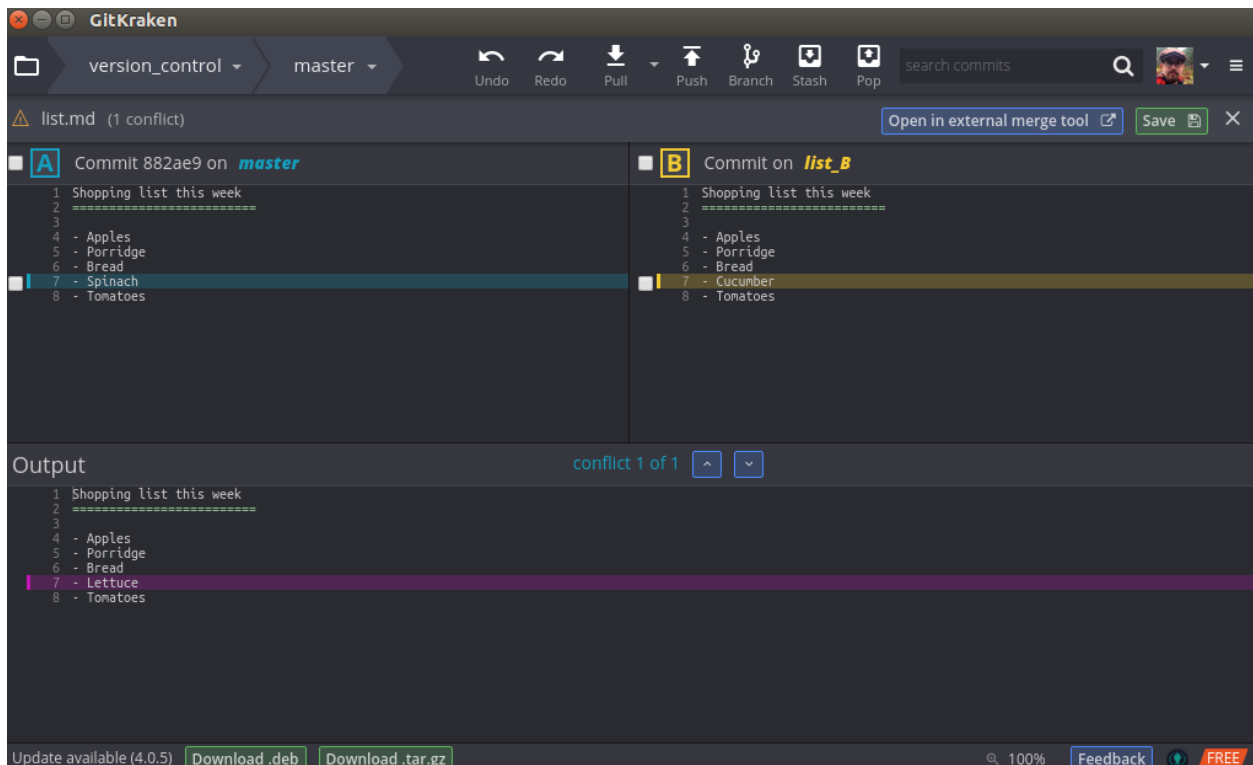 GitKraken
version_control master Undo Redo Pull Push Branch Stash Pop search commits
list.md (1 conflict) Open in external merge tool Save
A Commit 882ae9 on master
1 Shopping list this week
2 =========================
3
4 - Apples
5 - Porridge
6 - Bread
7 - Spinach
8 - Tomatoes
B Commit on list_B
1 Shopping list this week
2 =========================
3
4 - Apples
5 - Porridge
6 - Bread
7 - Cucumber
8 - Tomatoes
Output conflict 1 of 1
1 Shopping list this week
2 =========================
3
4 - Apples
5 - Porridge
6 - Bread
7 - Lettuce
8 - Tomatoes
Update available (4.0.5) Download .deb Download .tar.gz 100% Feedback FREE